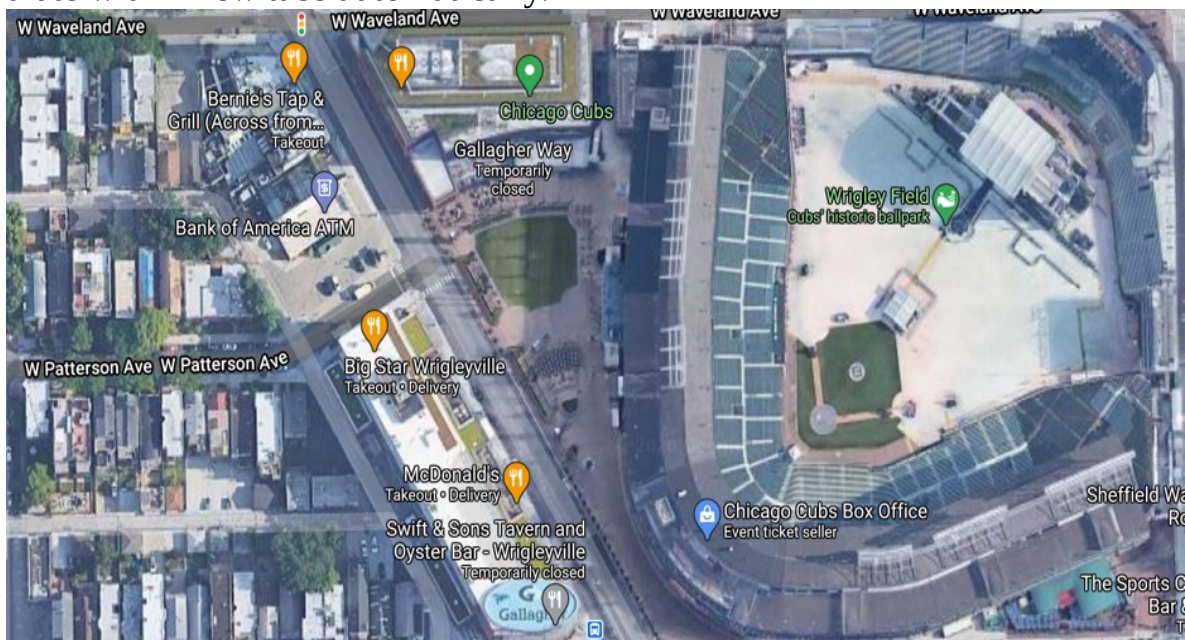 W Waveland Ave
W Waveland Ave
W Waveland Ave
W Waveland Ave
Bernie's Tap &
Grill (Across from...
Takeout
Chicago Cubs
Gallagher Way
Temporarily
closed
Bank of America ATM
Wrigley Field
Cubs' historic ballpark
W Patterson Ave
W Patterson Ave
Big Star Wrigleyville
Takeout • Delivery
McDonald's
Takeout • Delivery
Swift & Sons Tavern and
Oyster Bar - Wrigleyville
Temporarily closed
Chicago Cubs Box Office
Event ticket seller
Sheffield
The Sports
Bar &
G